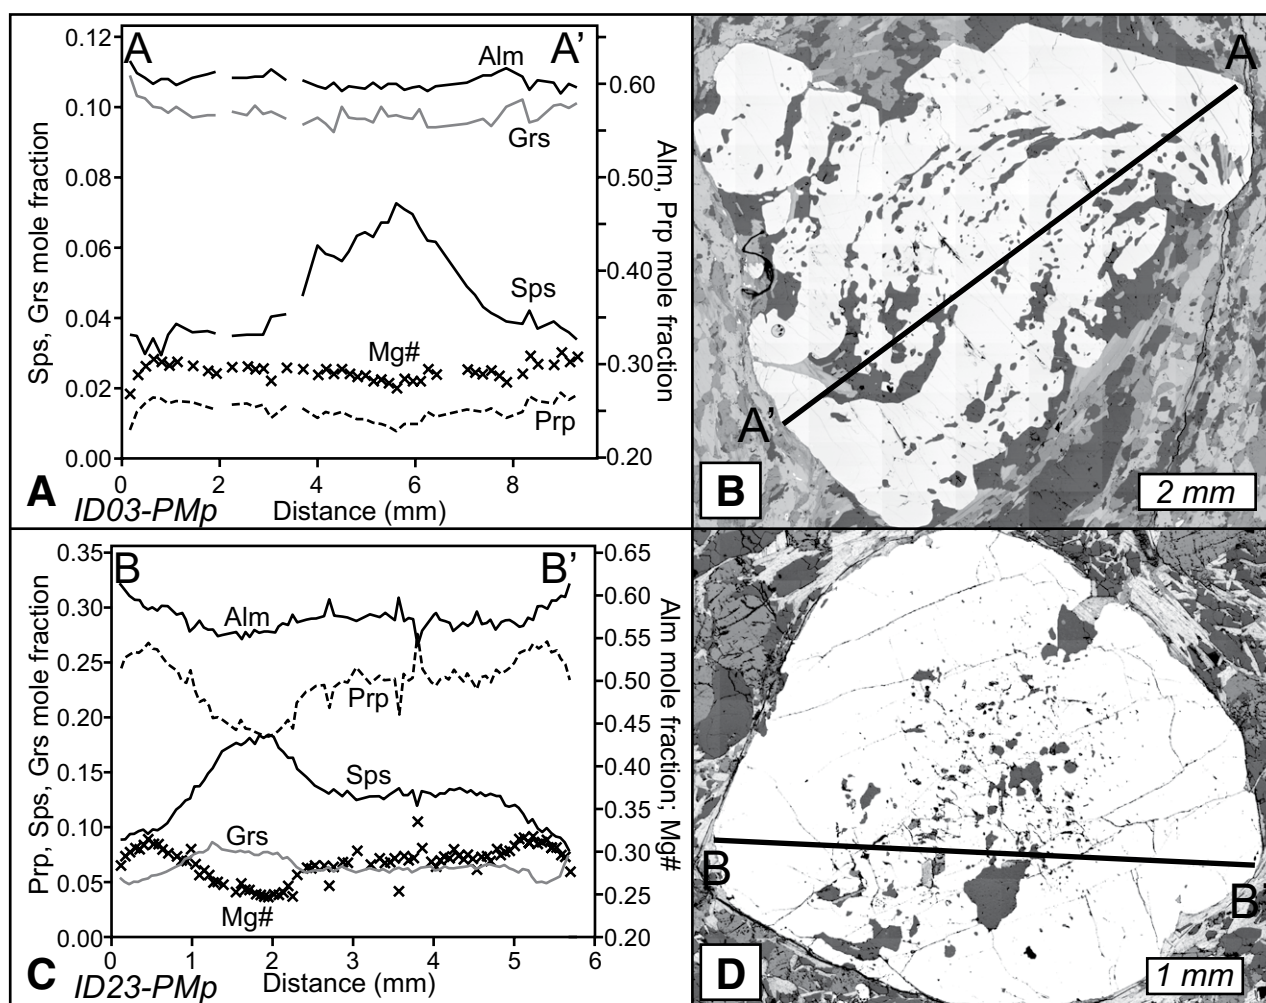 A A'
0.12
0.10
0.08
0.06
0.04
0.02
0.00
Sps, Grs mole fraction
Alm
Grs
Sps
Mg#
Prp
0.60
0.50
0.40
0.30
0.20
Alm, Prp mole fraction
0 2 4 6 8
Distance (mm)
A ID03-PMp
A
A'
B
2 mm
B B'
0.35
0.30
0.25
0.20
0.15
0.10
0.05
0.00
Prp, Sps, Grs mole fraction
Alm
Prp
Sps
Grs
Mg#
0.65
0.60
0.55
0.50
0.45
0.40
0.35
0.30
0.25
0.20
Alm mole fraction; Mg#
0 1 2 3 4 5 6
Distance (mm)
C ID23-PMp
B
B'
D
1 mm